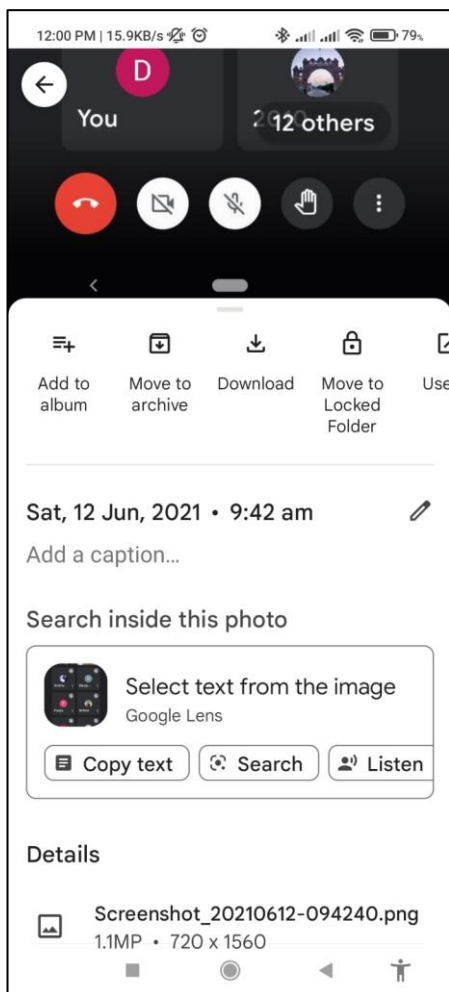 12:00 PM | 15.9KB/s
79%
D
You
12 others
Add to
album
Move to
archive
Download
Move to
Locked
Folder
Use
Sat, 12 Jun, 2021 • 9:42 am
Add a caption...
Search inside this photo
Select text from the image
Google Lens
Copy text
Search
Listen
Details
Screenshot_20210612-094240.png
1.1MP • 720 x 1560